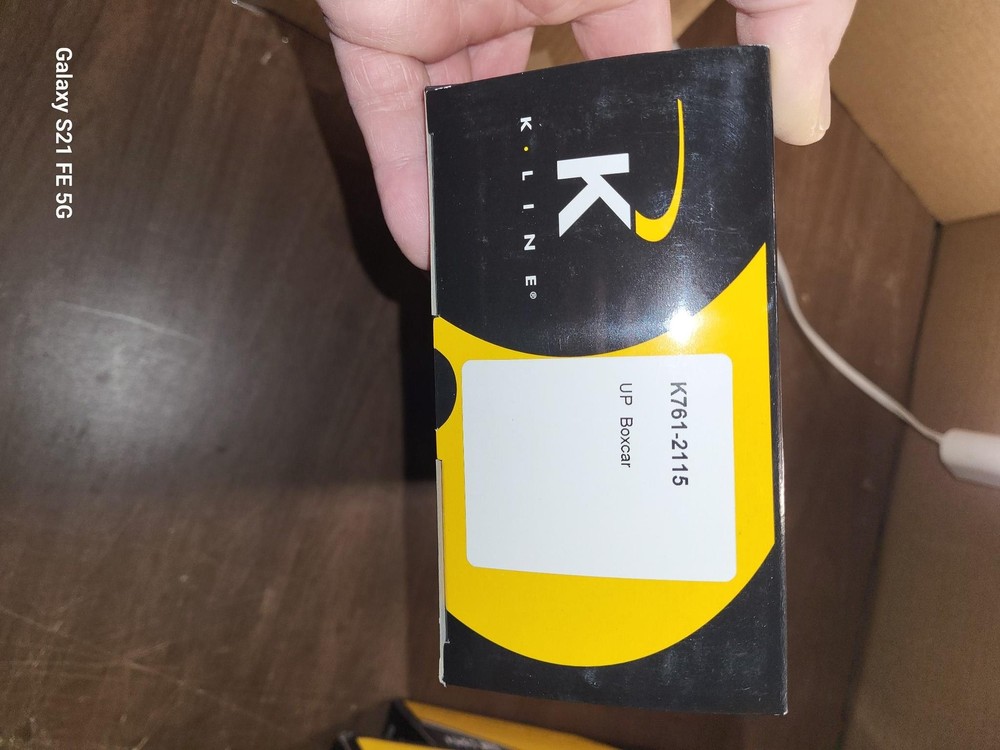 K
K·LINE®
K761-2115
UP Boxcar
Galaxy S21 FE 5G